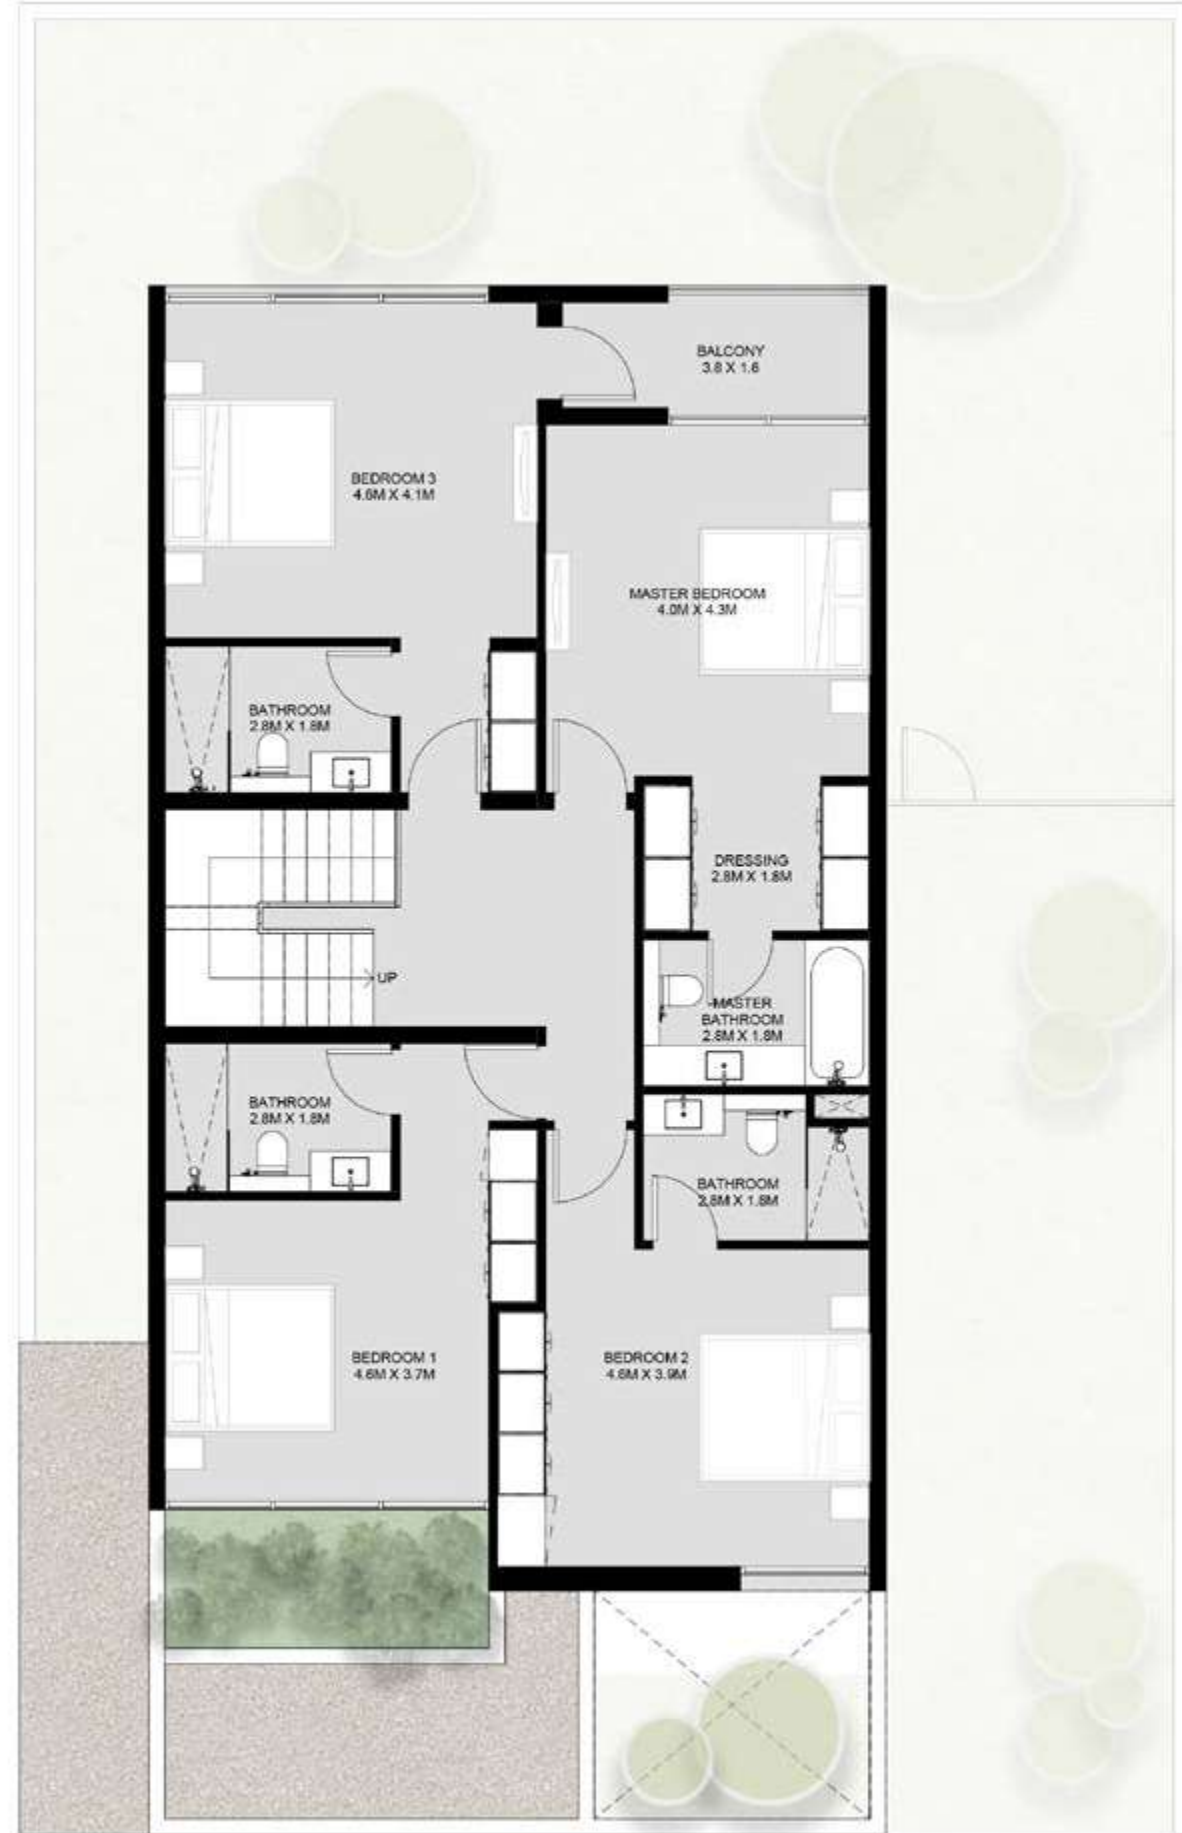 BALCONY
3.8 X 1.6
BEDROOM 3
4.6M X 4.1M
MASTER BEDROOM
4.0M X 4.3M
BATHROOM
2.8M X 1.8M
DRESSING
2.8M X 1.8M
UP
MASTER
BATHROOM
2.8M X 1.8M
BATHROOM
2.8M X 1.8M
BATHROOM
2.8M X 1.8M
BEDROOM 1
4.6M X 3.7M
BEDROOM 2
4.6M X 3.9M